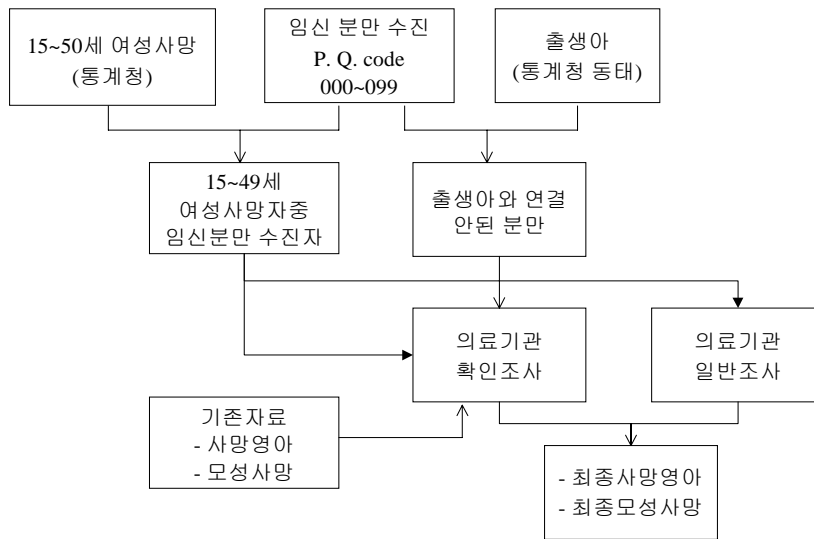 15~50세 여성사망
(통계청)
임신 분만 수진
P. Q. code
000~099
출생아
(통계청 동태)
15~49세
여성사망자중
임신분만 수진자
출생아와 연결
안된 분만
의료기관
확인조사
의료기관
일반조사
기존자료
- 사망영아
- 모성사망
- 최종사망영아
- 최종모성사망